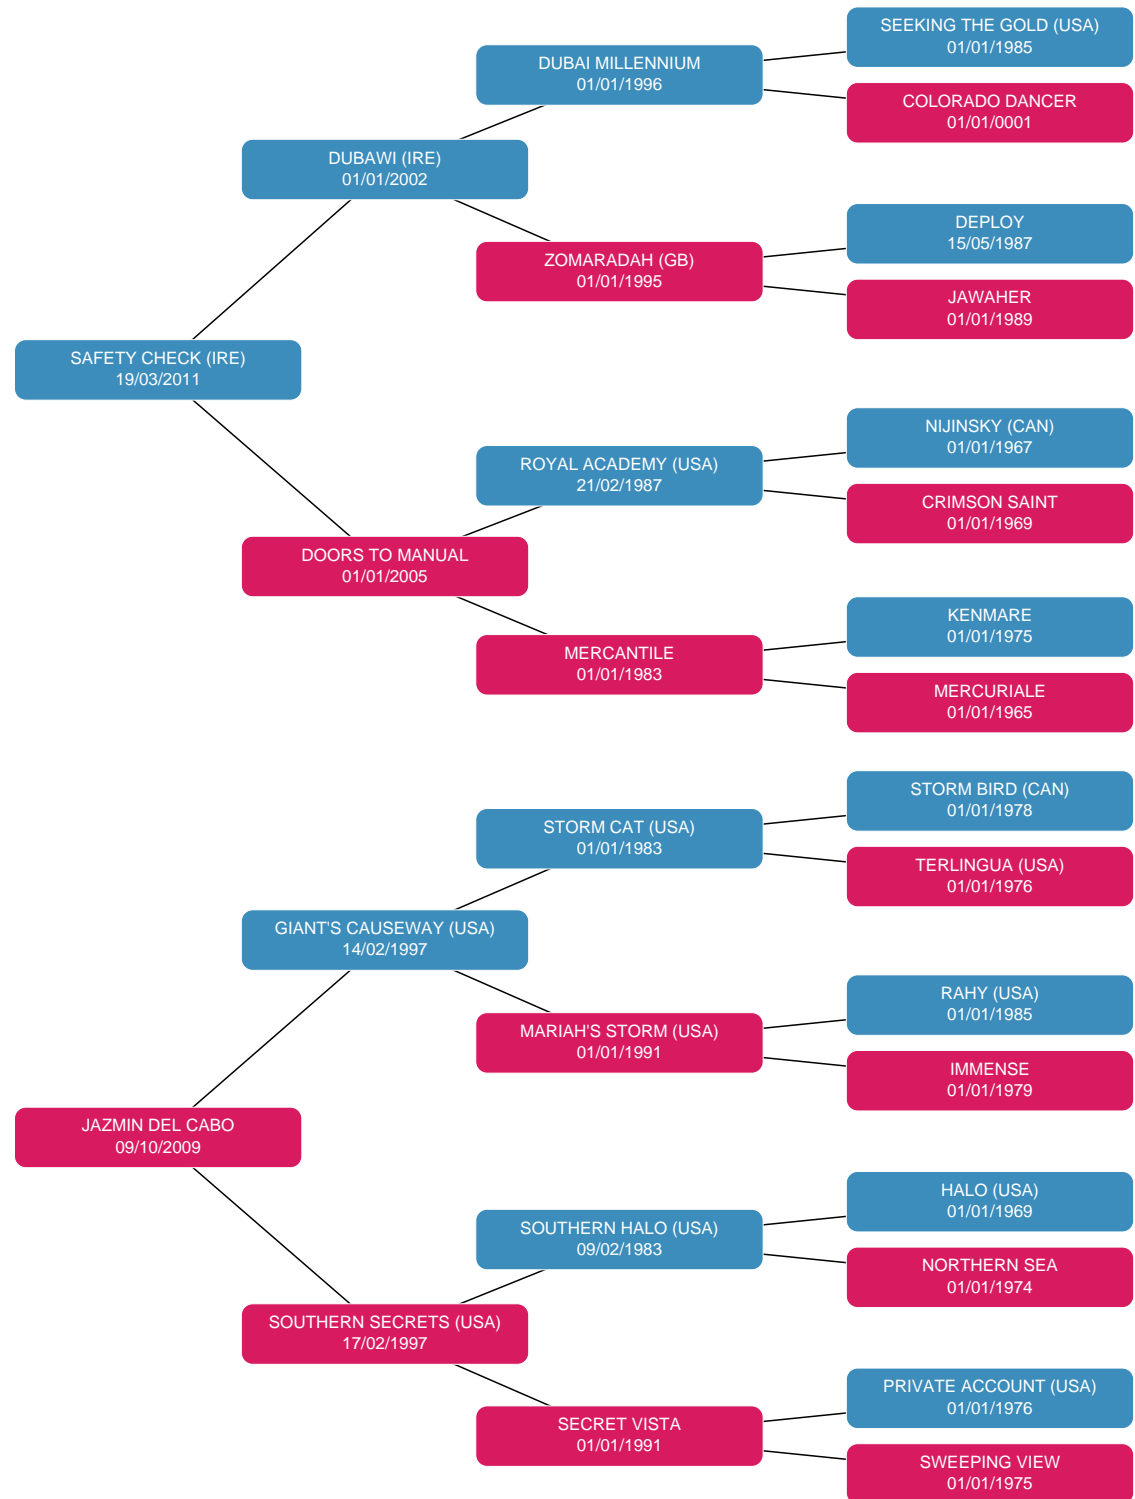 SEEKING THE GOLD (USA)
01/01/1985
DUBAI MILLENNIUM
01/01/1996
COLORADO DANCER
01/01/0001
DUBAWI (IRE)
01/01/2002
DEPLOY
15/05/1987
ZOMARADAH (GB)
01/01/1995
JAWAHER
01/01/1989
SAFETY CHECK (IRE)
19/03/2011
NIJINSKY (CAN)
01/01/1967
ROYAL ACADEMY (USA)
21/02/1987
CRIMSON SAINT
01/01/1969
DOORS TO MANUAL
01/01/2005
KENMARE
01/01/1975
MERCANTILE
01/01/1983
MERCURIALE
01/01/1965
STORM BIRD (CAN)
01/01/1978
STORM CAT (USA)
01/01/1983
TERLINGUA (USA)
01/01/1976
GIANT'S CAUSEWAY (USA)
14/02/1997
RAHY (USA)
01/01/1985
MARIAH'S STORM (USA)
01/01/1991
IMMENSE
01/01/1979
JAZMIN DEL CABO
09/10/2009
HALO (USA)
01/01/1969
SOUTHERN HALO (USA)
09/02/1983
NORTHERN SEA
01/01/1974
SOUTHERN SECRETS (USA)
17/02/1997
PRIVATE ACCOUNT (USA)
01/01/1976
SECRET VISTA
01/01/1991
SWEEPING VIEW
01/01/1975